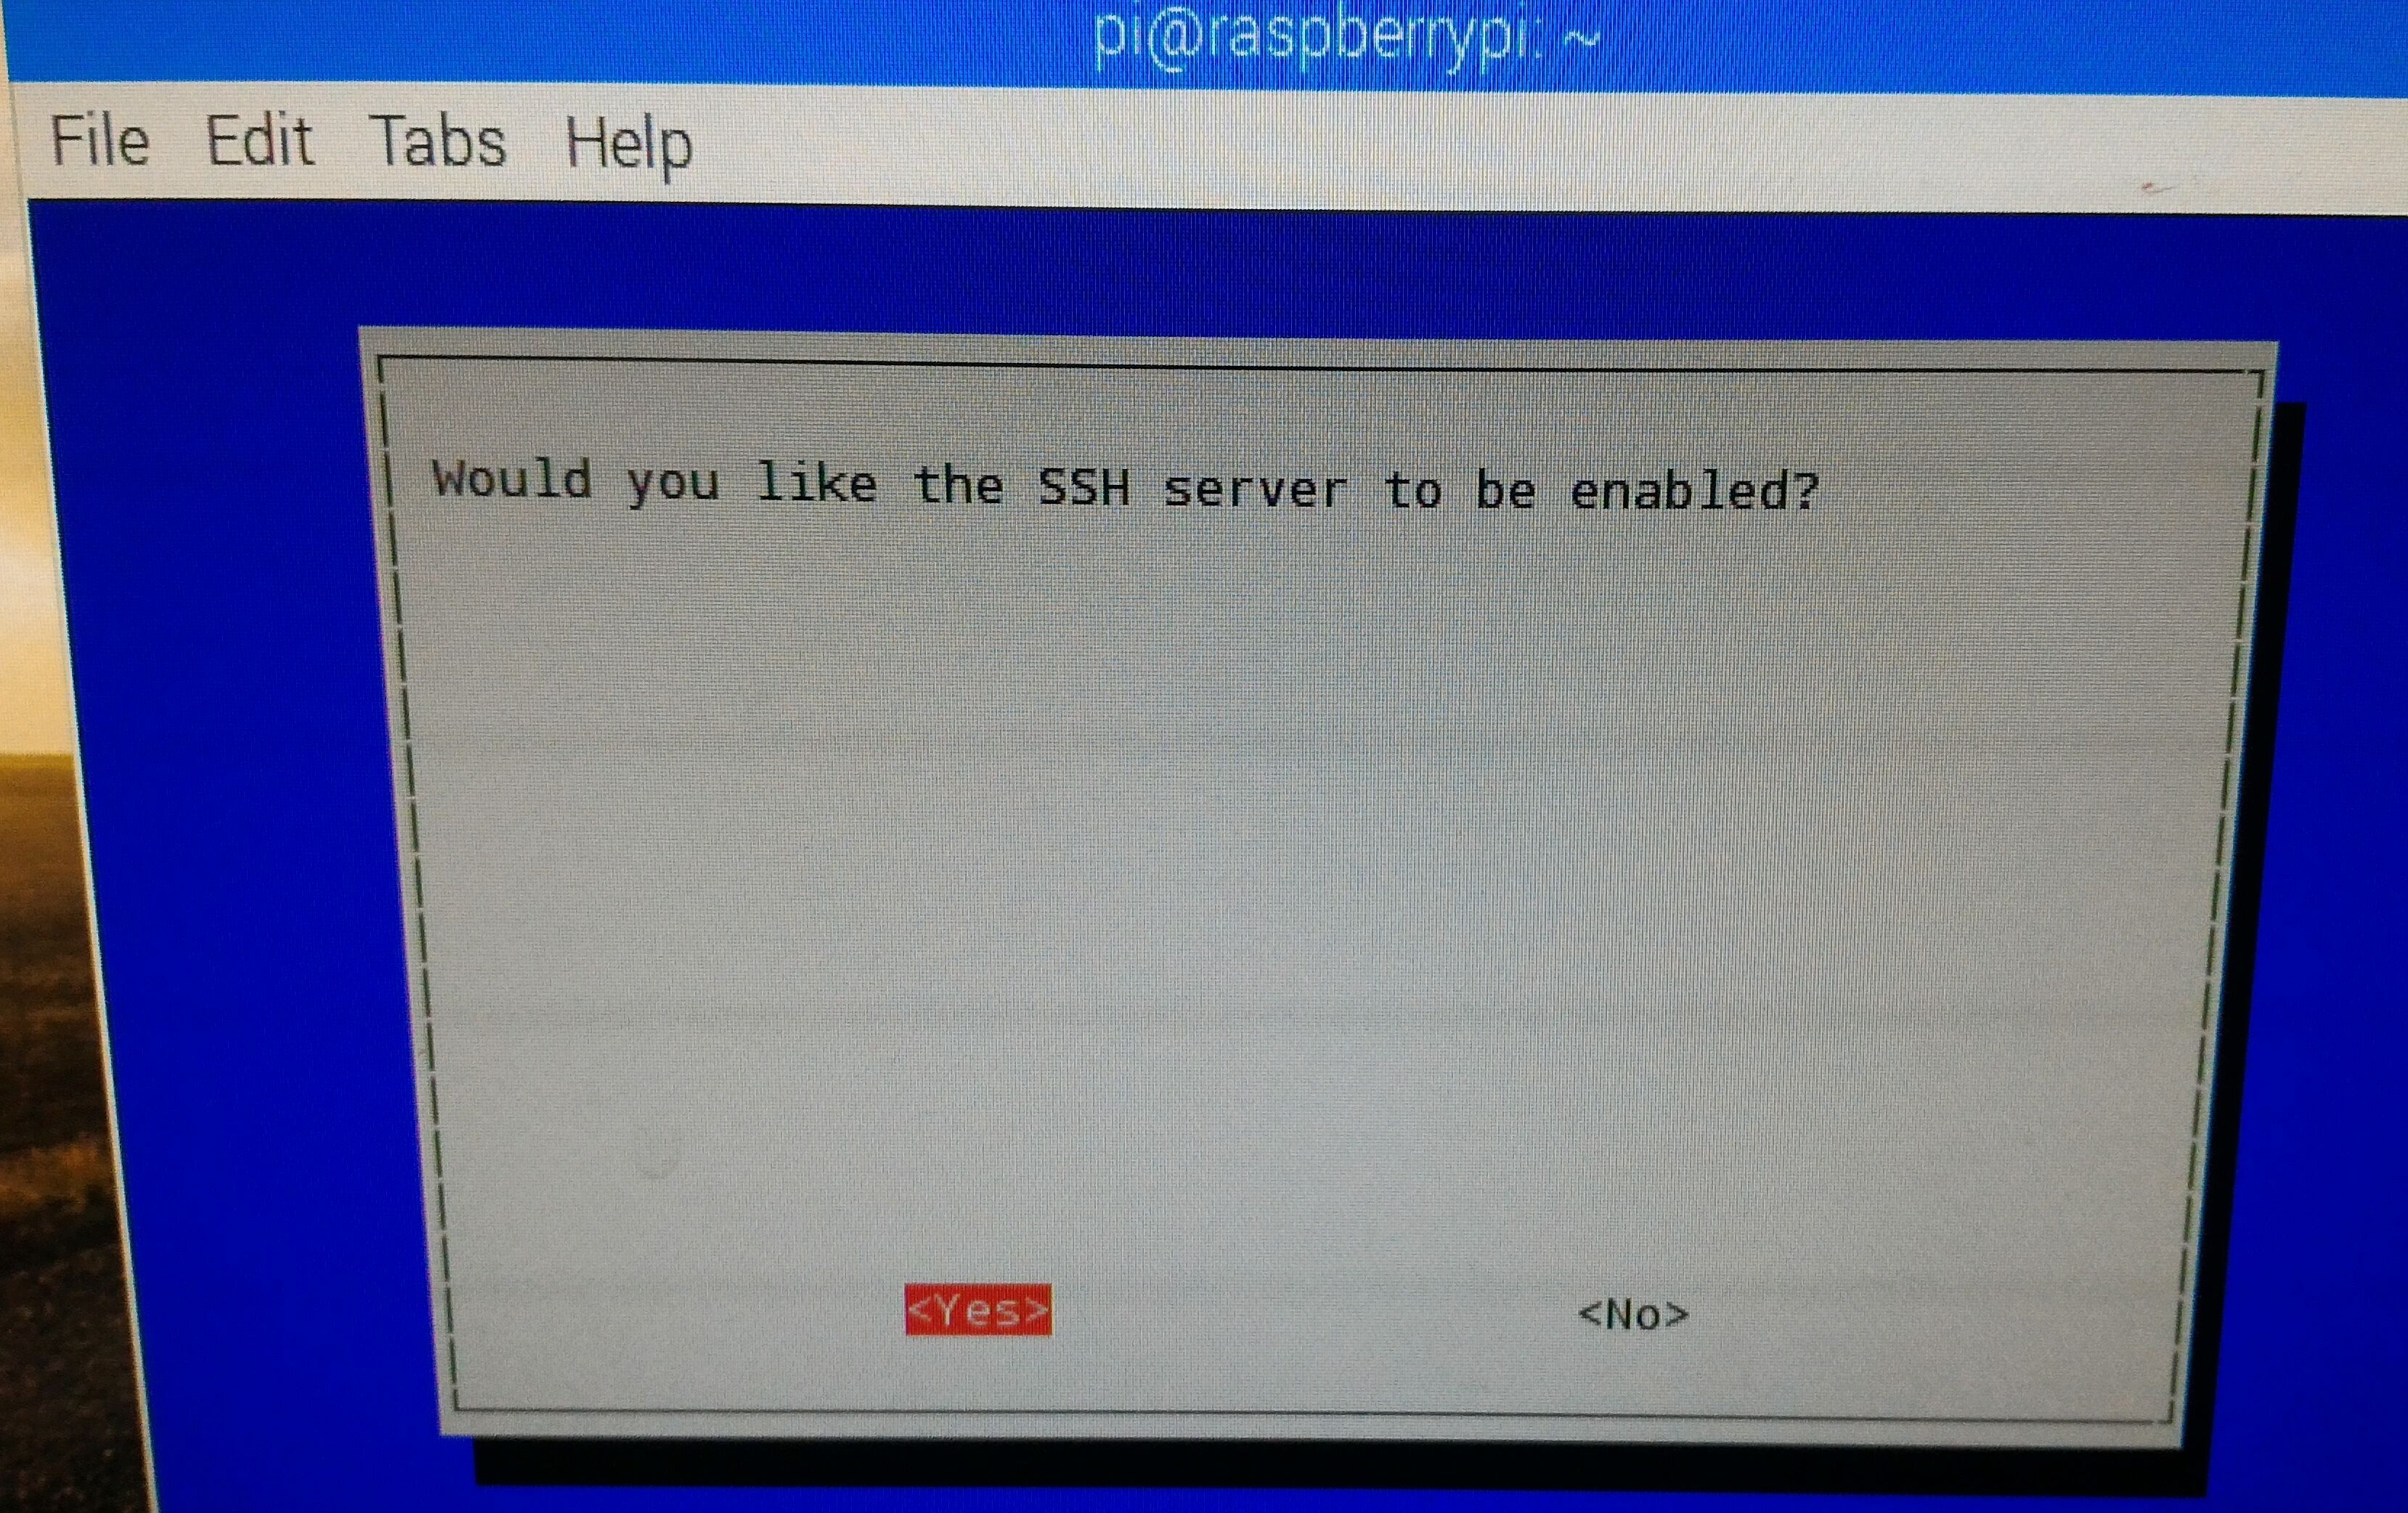 pi@raspberrypi: ~
File Edit Tabs Help
Would you like the SSH server to be enabled?
<Yes> <No>